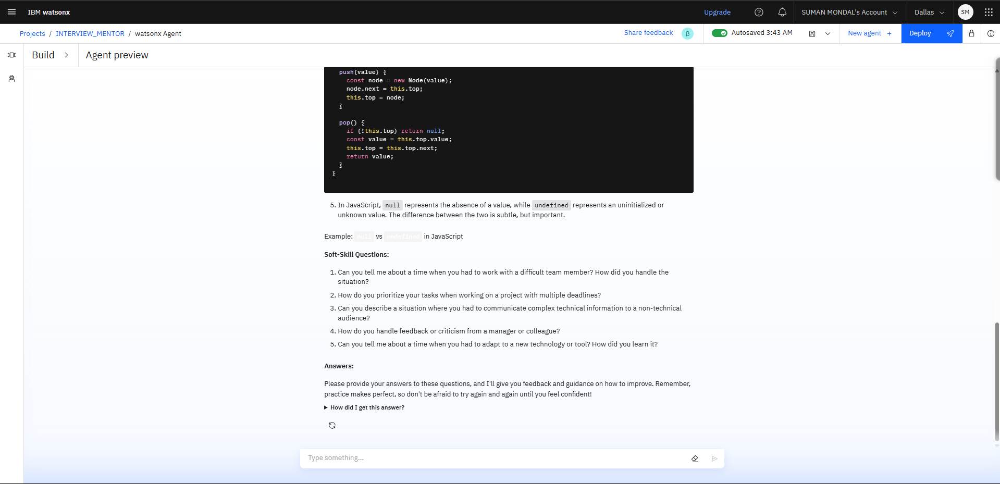 IBM watsonx
Upgrade
SUMAN MONDAL's Account
Dallas
SM
Projects / INTERVIEW_MENTOR / watsonx Agent
Share feedback
β
Autosaved 3:43 AM
New agent +
Deploy
Build
Agent preview
push(value) {
const node = new Node(value);
node.next = this.top;
this.top = node;
}
pop() {
if (!this.top) return null;
const value = this.top.value;
this.top = this.top.next;
return value;
}
}
5. In JavaScript, null represents the absence of a value, while undefined represents an uninitialized or
unknown value. The difference between the two is subtle, but important.
Example: null vs undefined in JavaScript
Soft-Skill Questions:
1. Can you tell me about a time when you had to work with a difficult team member? How did you handle the
situation?
2. How do you prioritize your tasks when working on a project with multiple deadlines?
3. Can you describe a situation where you had to communicate complex technical information to a non-technical
audience?
4. How do you handle feedback or criticism from a manager or colleague?
5. Can you tell me about a time when you had to adapt to a new technology or tool? How did you learn it?
Answers:
Please provide your answers to these questions, and I'll give you feedback and guidance on how to improve. Remember,
practice makes perfect, so don't be afraid to try again and again until you feel confident!
How did I get this answer?
Type something...